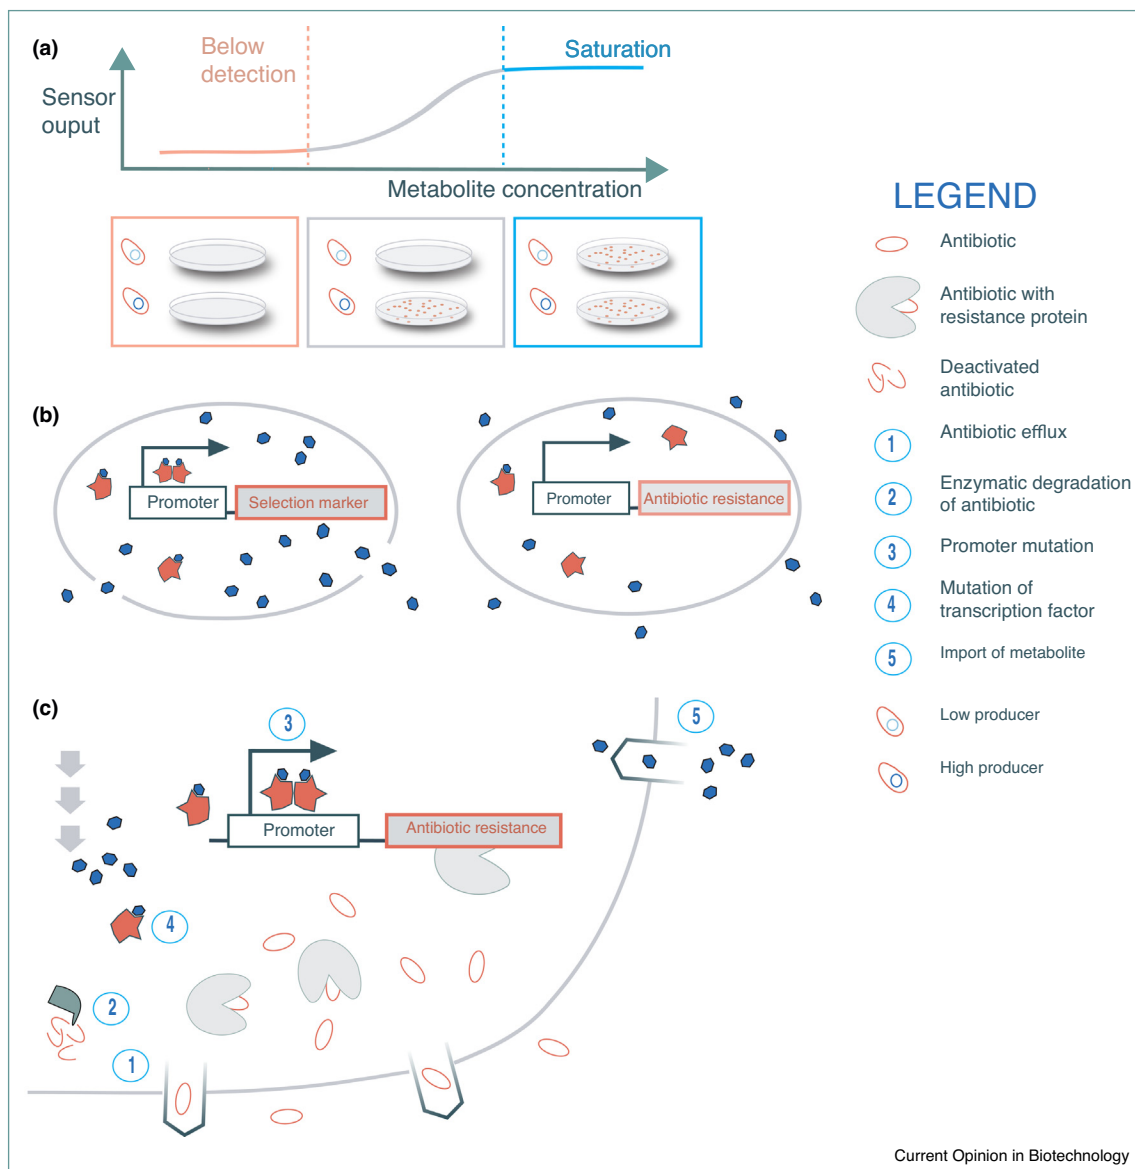 (a)
Below
detection
Saturation
Sensor
ouput
Metabolite concentration
LEGEND
Antibiotic
Antibiotic with
resistance protein
Deactivated
antibiotic
1 Antibiotic efflux
2 Enzymatic degradation
of antibiotic
3 Promoter mutation
4 Mutation of
transcription factor
5 Import of metabolite
Low producer
High producer
(b)
Promoter
Selection marker
Promoter
Antibiotic resistance
(c)
3
5
Promoter
Antibiotic resistance
4
2
1
Current Opinion in Biotechnology